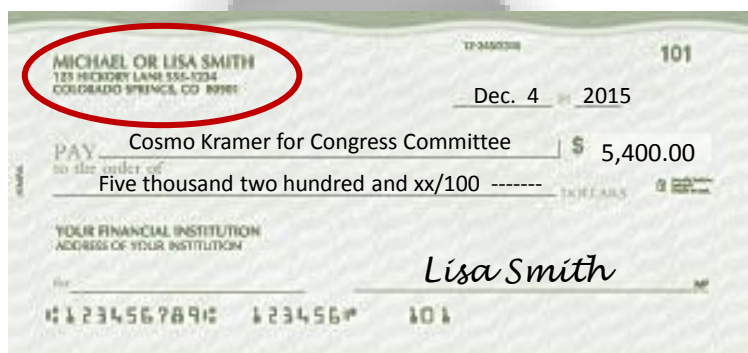 MICHAEL OR LISA SMITH 101
123 HICKORY LANE 555-1234
COLORADO SPRINGS, CO 80901
Dec. 4 2015
PAY Cosmo Kramer for Congress Committee $ 5,400.00
to the order of
Five thousand two hundred and xx/100 ------- DOLLARS
YOUR FINANCIAL INSTITUTION
ADDRESS OF YOUR INSTITUTION
for Lisa Smith MP
⑆123456789⑆ 123456⑈ 101